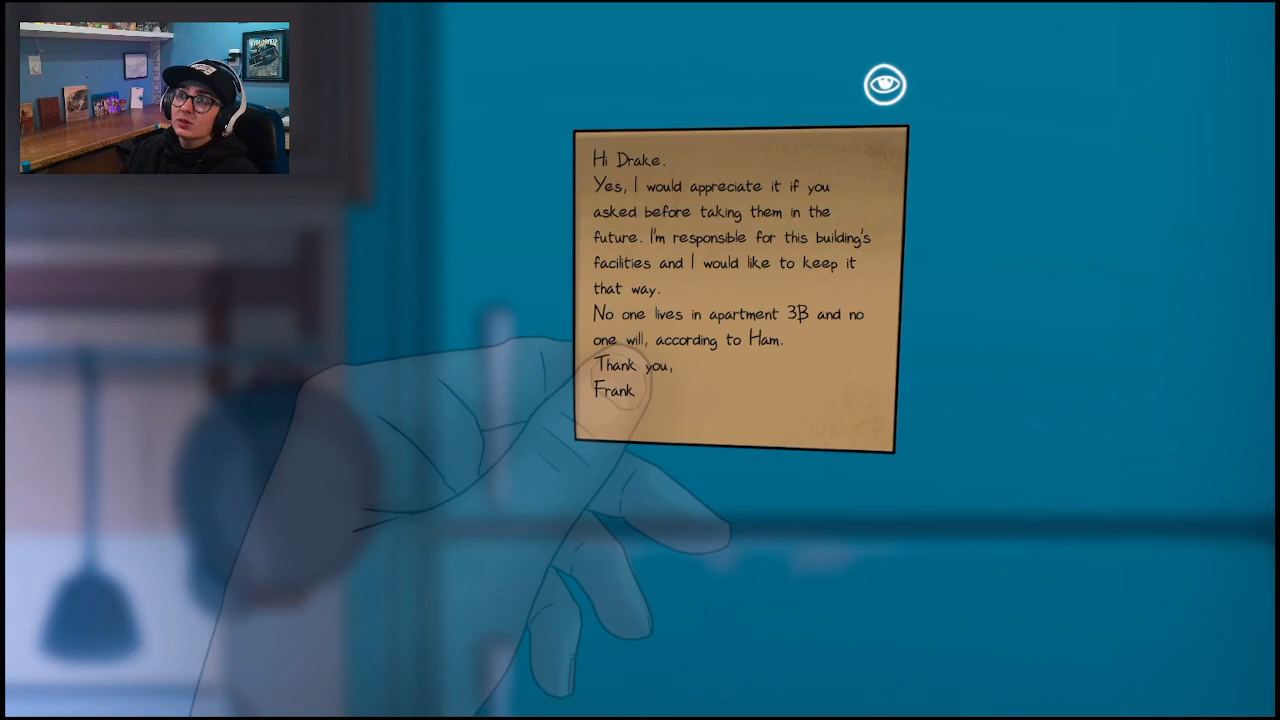 Hi Drake.
Yes, I would appreciate it if you
asked before taking them in the
future. I'm responsible for this building's
facilities and I would like to keep it
that way.
No one lives in apartment 3B and no
one will, according to Ham.
Thank you,
Frank